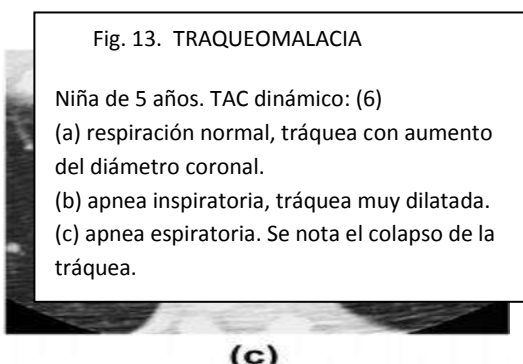 Fig. 13. TRAQUEOMALACIA
Niña de 5 años. TAC dinámico: (6)
(a) respiración normal, tráquea con aumento
del diámetro coronal.
(b) apnea inspiratoria, tráquea muy dilatada.
(c) apnea espiratoria. Se nota el colapso de la
tráquea.
(c)